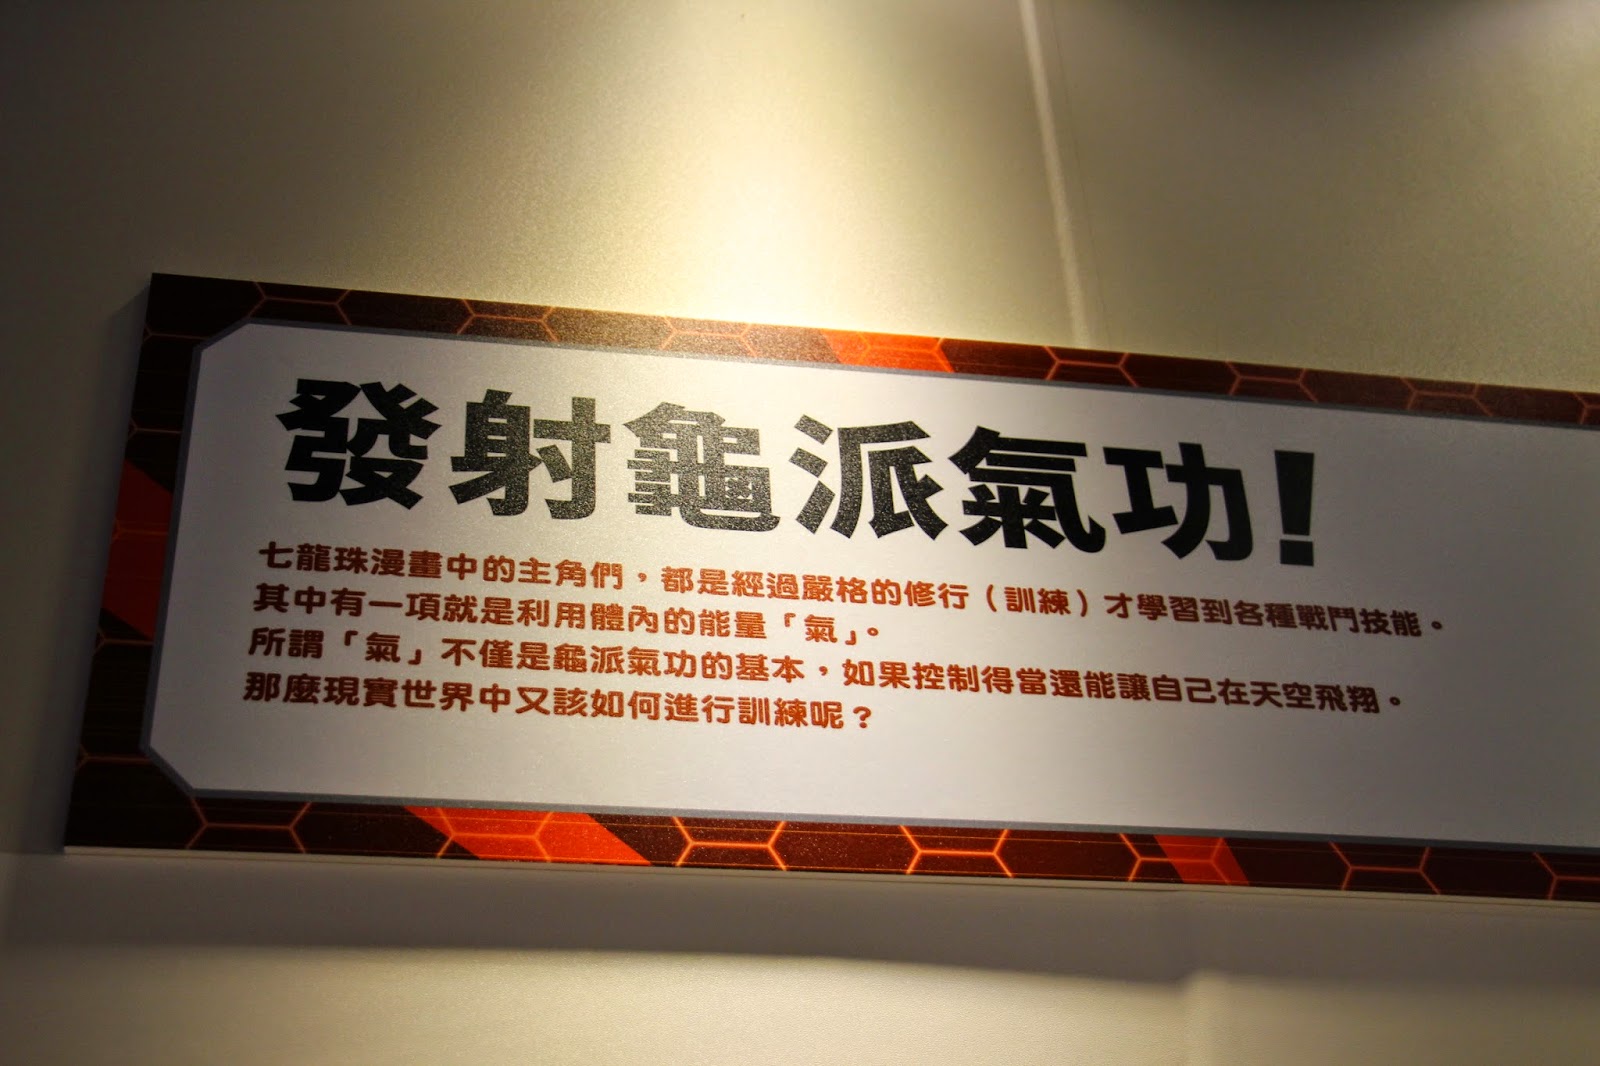 發射龜派氣功!
七龍珠漫畫中的主角們，都是經過嚴格的修行（訓練）才學習到各種戰鬥技能。
其中有一項就是利用體內的能量「氣」。
所謂「氣」不僅是龜派氣功的基本，如果控制得當還能讓自己在天空飛翔。
那麼現實世界中又該如何進行訓練呢？